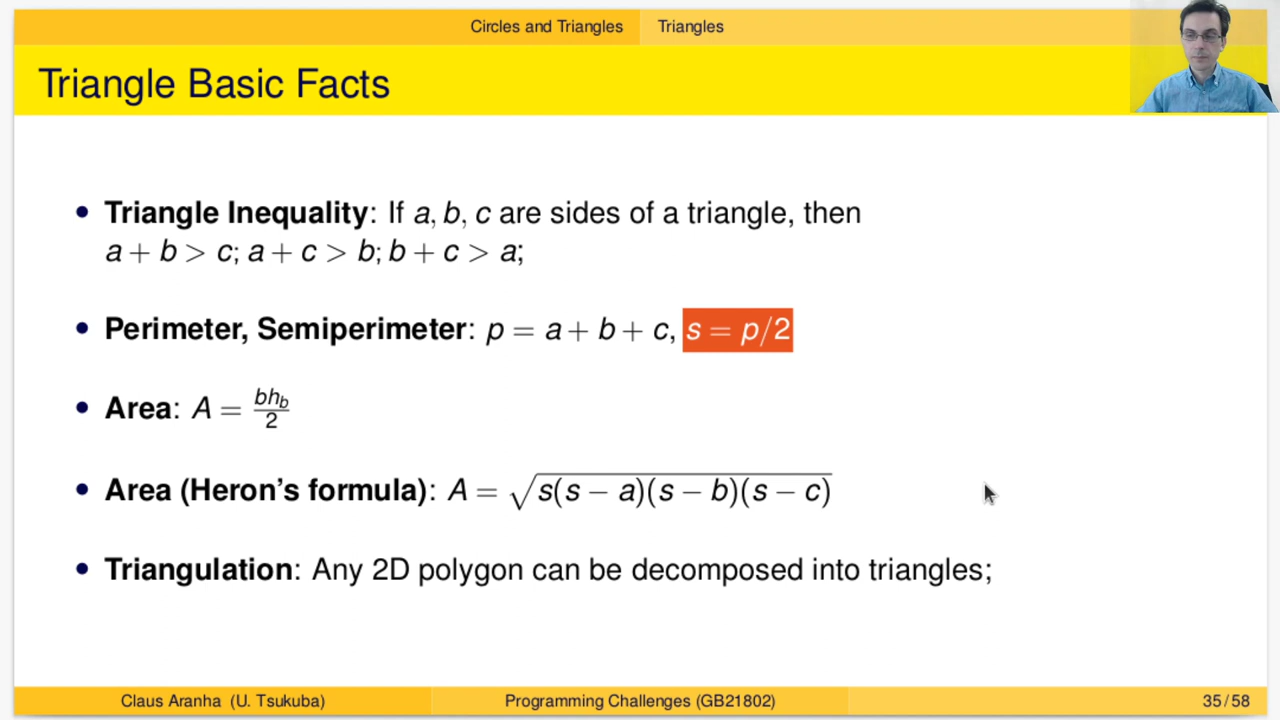 Circles and Triangles Triangles
Triangle Basic Facts
• Triangle Inequality: If a, b, c are sides of a triangle, then
a + b > c; a + c > b; b + c > a;
• Perimeter, Semiperimeter: p = a + b + c, s = p/2
• Area: A = bh_b/2
• Area (Heron's formula): A = √s(s − a)(s − b)(s − c)
• Triangulation: Any 2D polygon can be decomposed into triangles;
Claus Aranha (U. Tsukuba) Programming Challenges (GB21802) 35/58